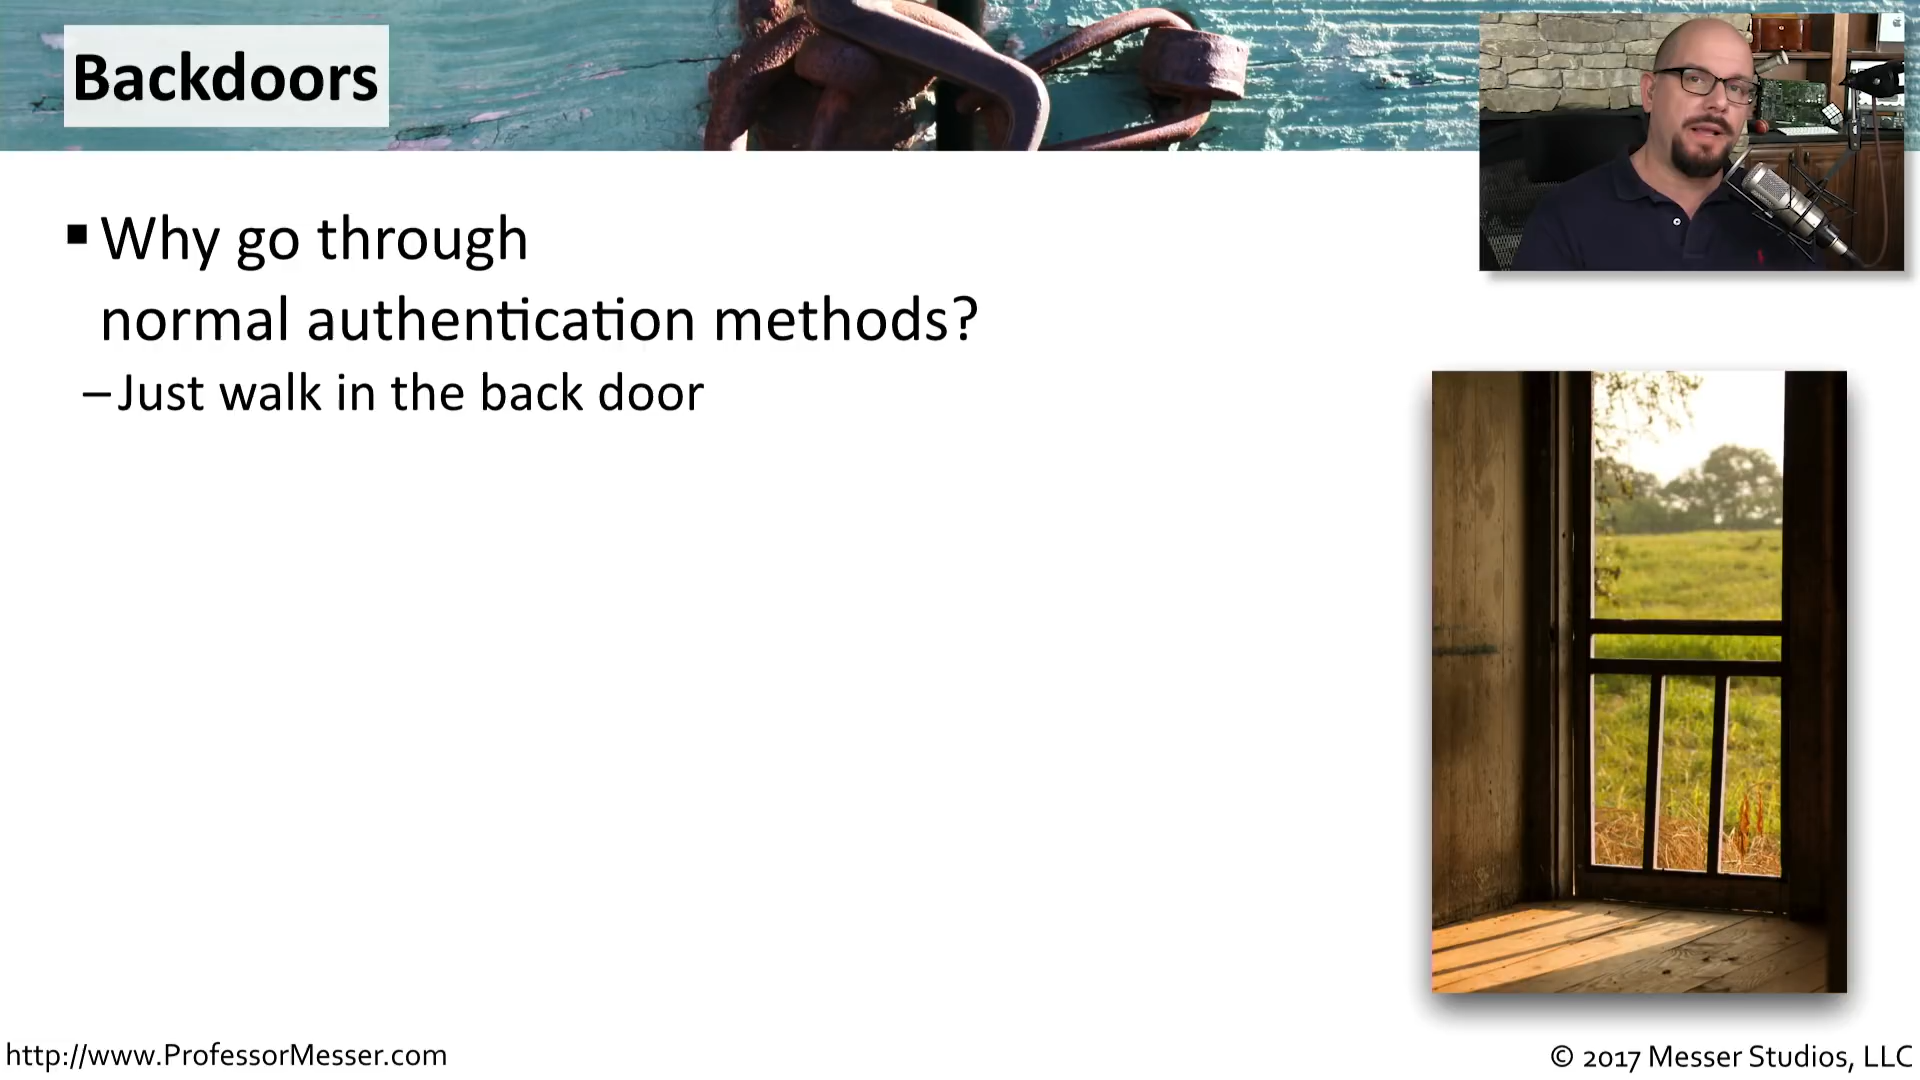 Backdoors
▪ Why go through
normal authentication methods?
– Just walk in the back door
http://www.ProfessorMesser.com
© 2017 Messer Studios, LLC